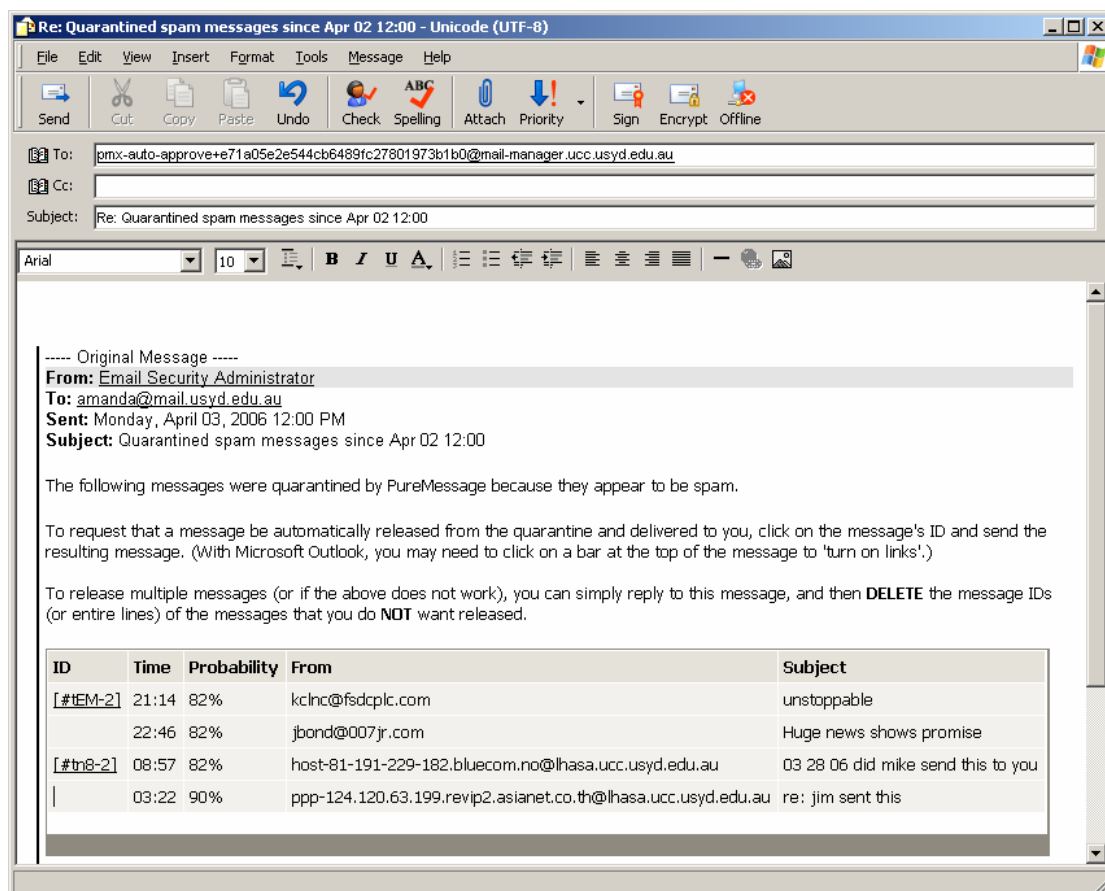 Re: Quarantined spam messages since Apr 02 12:00 - Unicode (UTF-8)
File Edit View Insert Format Tools Message Help
ABC
Send Cut Copy Paste Undo Check Spelling Attach Priority Sign Encrypt Offline
To: pmx-auto-approve+e71a05e2e544cb6489fc27801973b1b0@mail-manager.ucc.usyd.edu.au
Cc:
Subject: Re: Quarantined spam messages since Apr 02 12:00
Arial 10 B I U A
----- Original Message -----
From: Email Security Administrator
To: amanda@mail.usyd.edu.au
Sent: Monday, April 03, 2006 12:00 PM
Subject: Quarantined spam messages since Apr 02 12:00
The following messages were quarantined by PureMessage because they appear to be spam.
To request that a message be automatically released from the quarantine and delivered to you, click on the message's ID and send the
resulting message. (With Microsoft Outlook, you may need to click on a bar at the top of the message to 'turn on links'.)
To release multiple messages (or if the above does not work), you can simply reply to this message, and then DELETE the message IDs
(or entire lines) of the messages that you do NOT want released.
ID Time Probability From Subject
[#tEM-2] 21:14 82% kclnc@fsdcplc.com unstoppable
22:46 82% jbond@007jr.com Huge news shows promise
[#tn8-2] 08:57 82% host-81-191-229-182.bluecom.no@lhasa.ucc.usyd.edu.au 03 28 06 did mike send this to you
03:22 90% ppp-124.120.63.199.revip2.asianet.co.th@lhasa.ucc.usyd.edu.au re: jim sent this